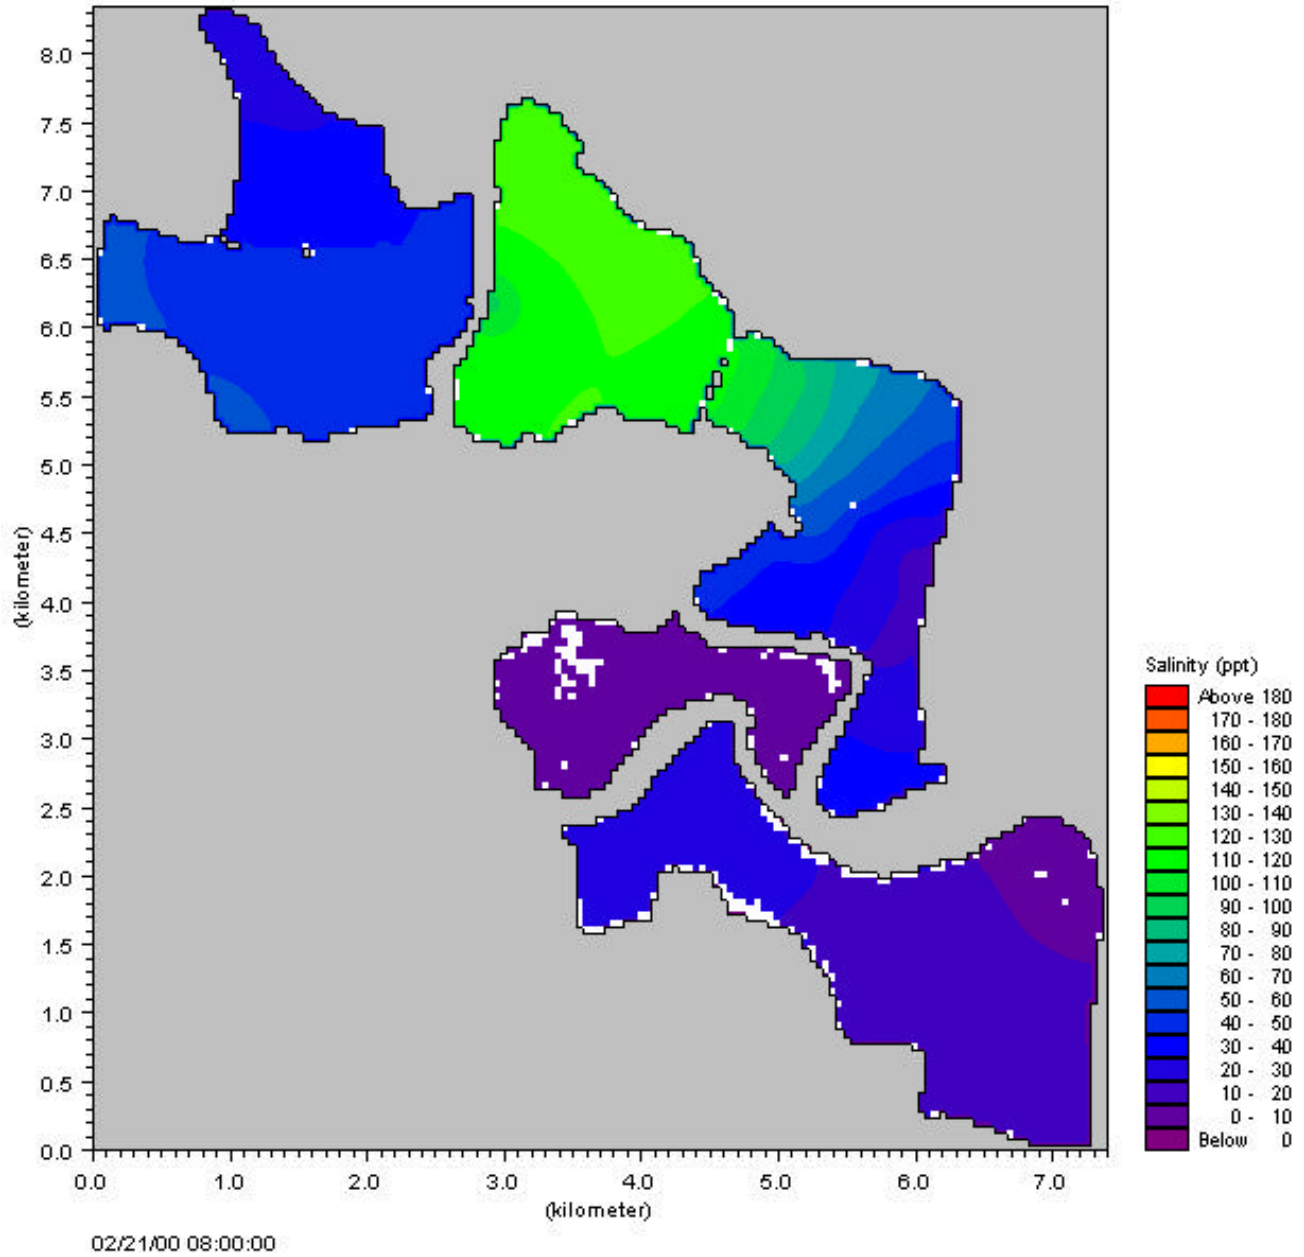 8.0
7.5
7.0
6.5
6.0
5.5
5.0
4.5
4.0
3.5
3.0
2.5
2.0
1.5
1.0
0.5
0.0
(kilometer)
0.0 1.0 2.0 3.0 4.0 5.0 6.0 7.0
(kilometer)
02/21/00 08:00:00
Salinity (ppt)
Above 180
170 - 180
160 - 170
150 - 160
140 - 150
130 - 140
120 - 130
110 - 120
100 - 110
90 - 100
80 - 90
70 - 80
60 - 70
50 - 60
40 - 50
30 - 40
20 - 30
10 - 20
0 - 10
Below 0